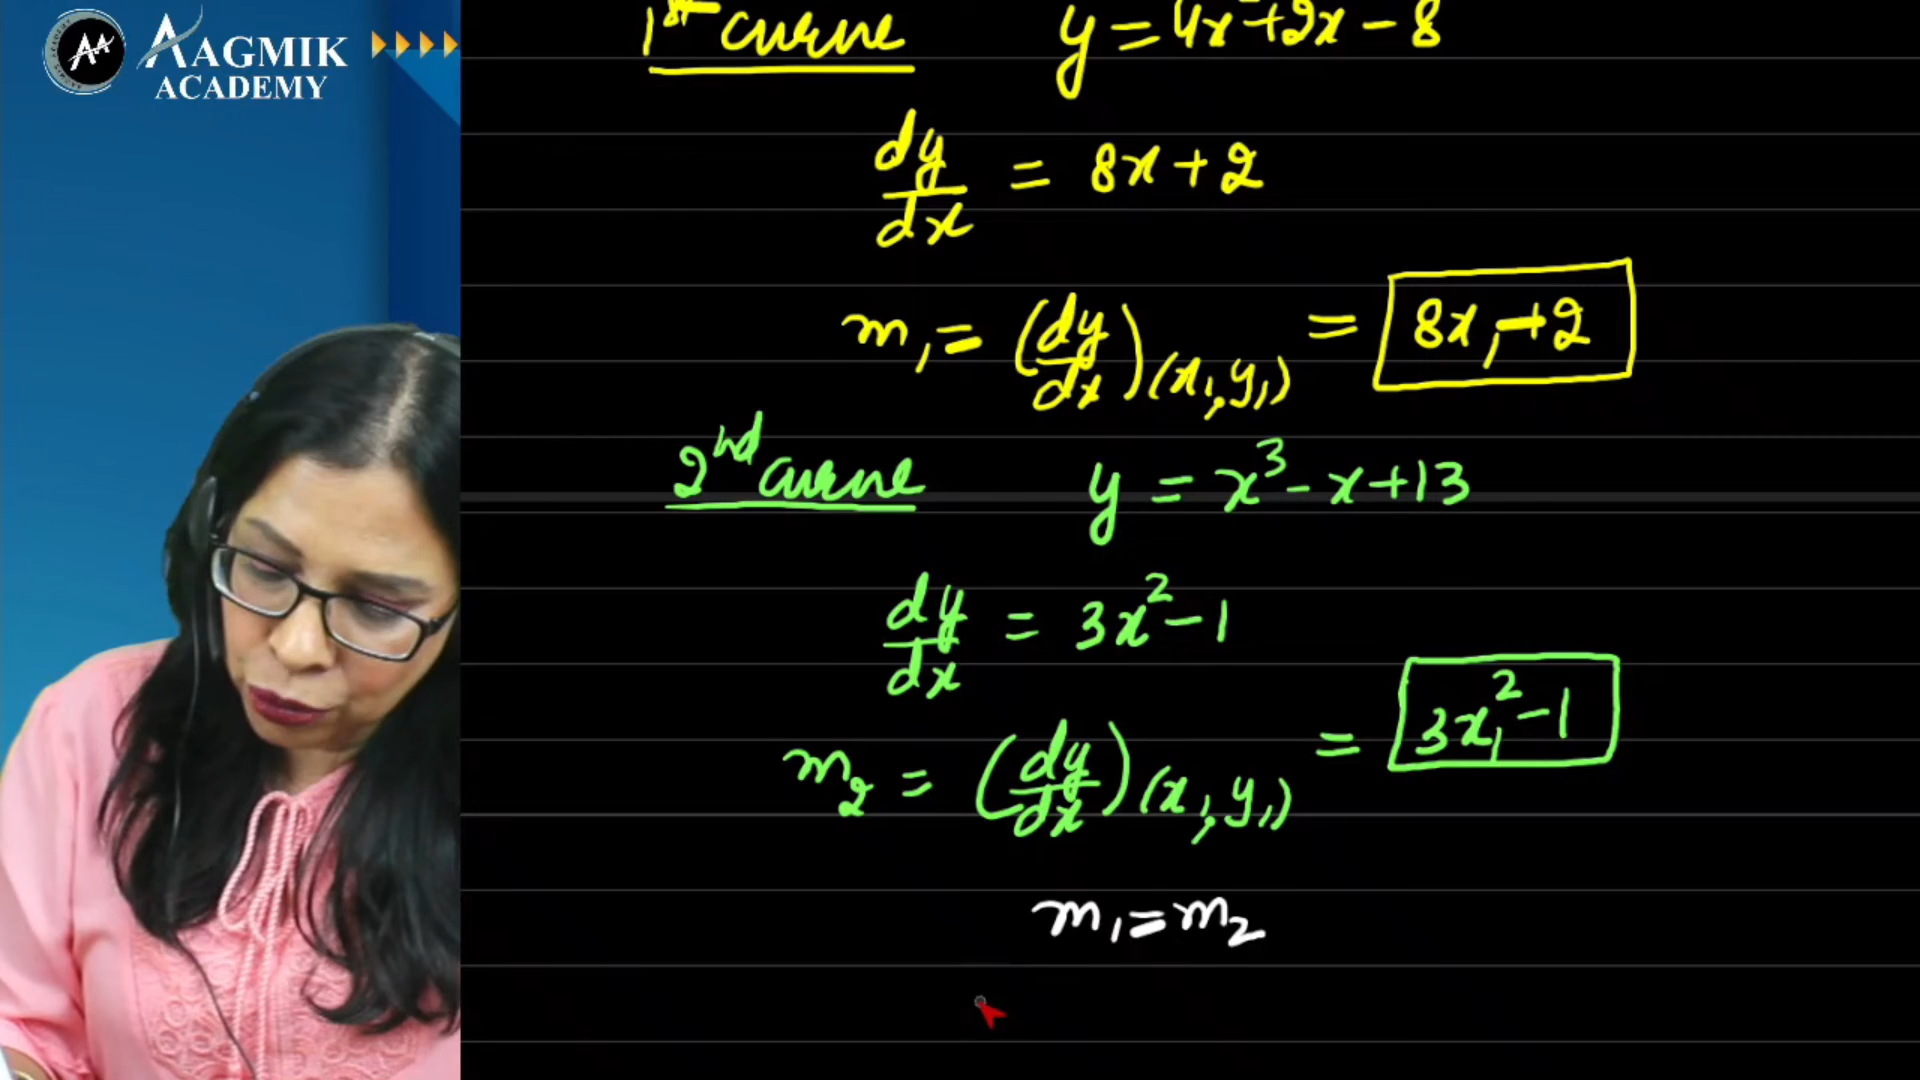 AAGMIK
ACADEMY
1st curve y = 4x²+2x-8
dy/dx = 8x+2
m₁ = (dy/dx)(x₁,y₁) = 8x₁+2
2nd curve y = x³-x+13
dy/dx = 3x²-1
m₂ = (dy/dx)(x₁,y₁) = 3x₁²-1
m₁=m₂